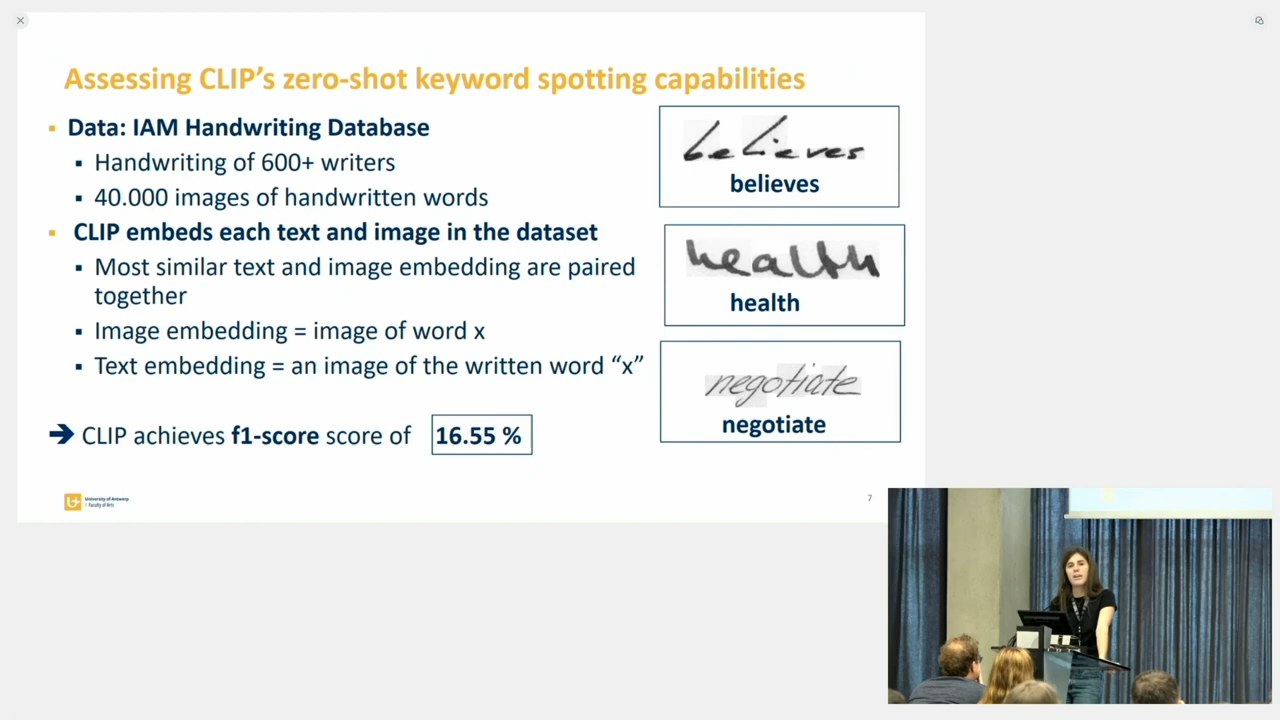 Assessing CLIP's zero-shot keyword spotting capabilities
▪ Data: IAM Handwriting Database
▪ Handwriting of 600+ writers
▪ 40.000 images of handwritten words
▪ CLIP embeds each text and image in the dataset
▪ Most similar text and image embedding are paired
together
▪ Image embedding = image of word x
▪ Text embedding = an image of the written word “x”
➔ CLIP achieves f1-score score of 16.55 %
believes
believes
health
health
negotiate
negotiate
University of Antwerp
Faculty of Arts
7